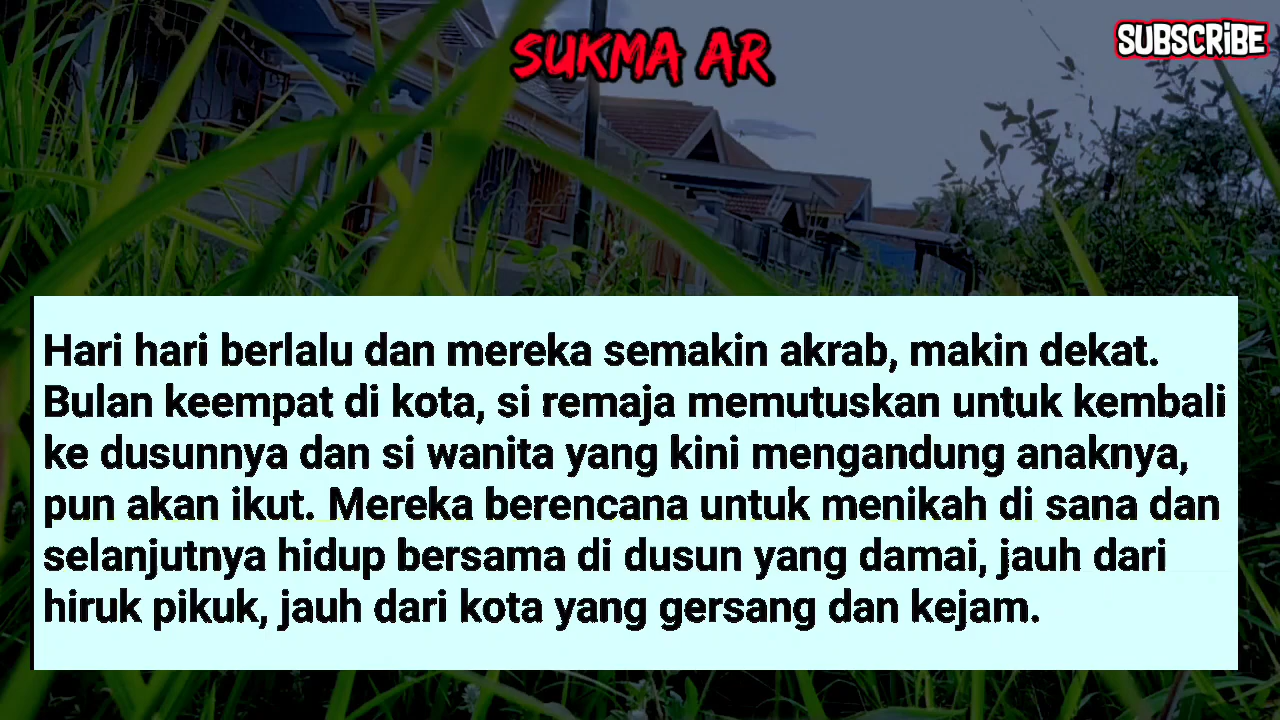 SUKMA AR
SUBSCRiBE
Hari hari berlalu dan mereka semakin akrab, makin dekat.
Bulan keempat di kota, si remaja memutuskan untuk kembali
ke dusunnya dan si wanita yang kini mengandung anaknya,
pun akan ikut. Mereka berencana untuk menikah di sana dan
selanjutnya hidup bersama di dusun yang damai, jauh dari
hiruk pikuk, jauh dari kota yang gersang dan kejam.